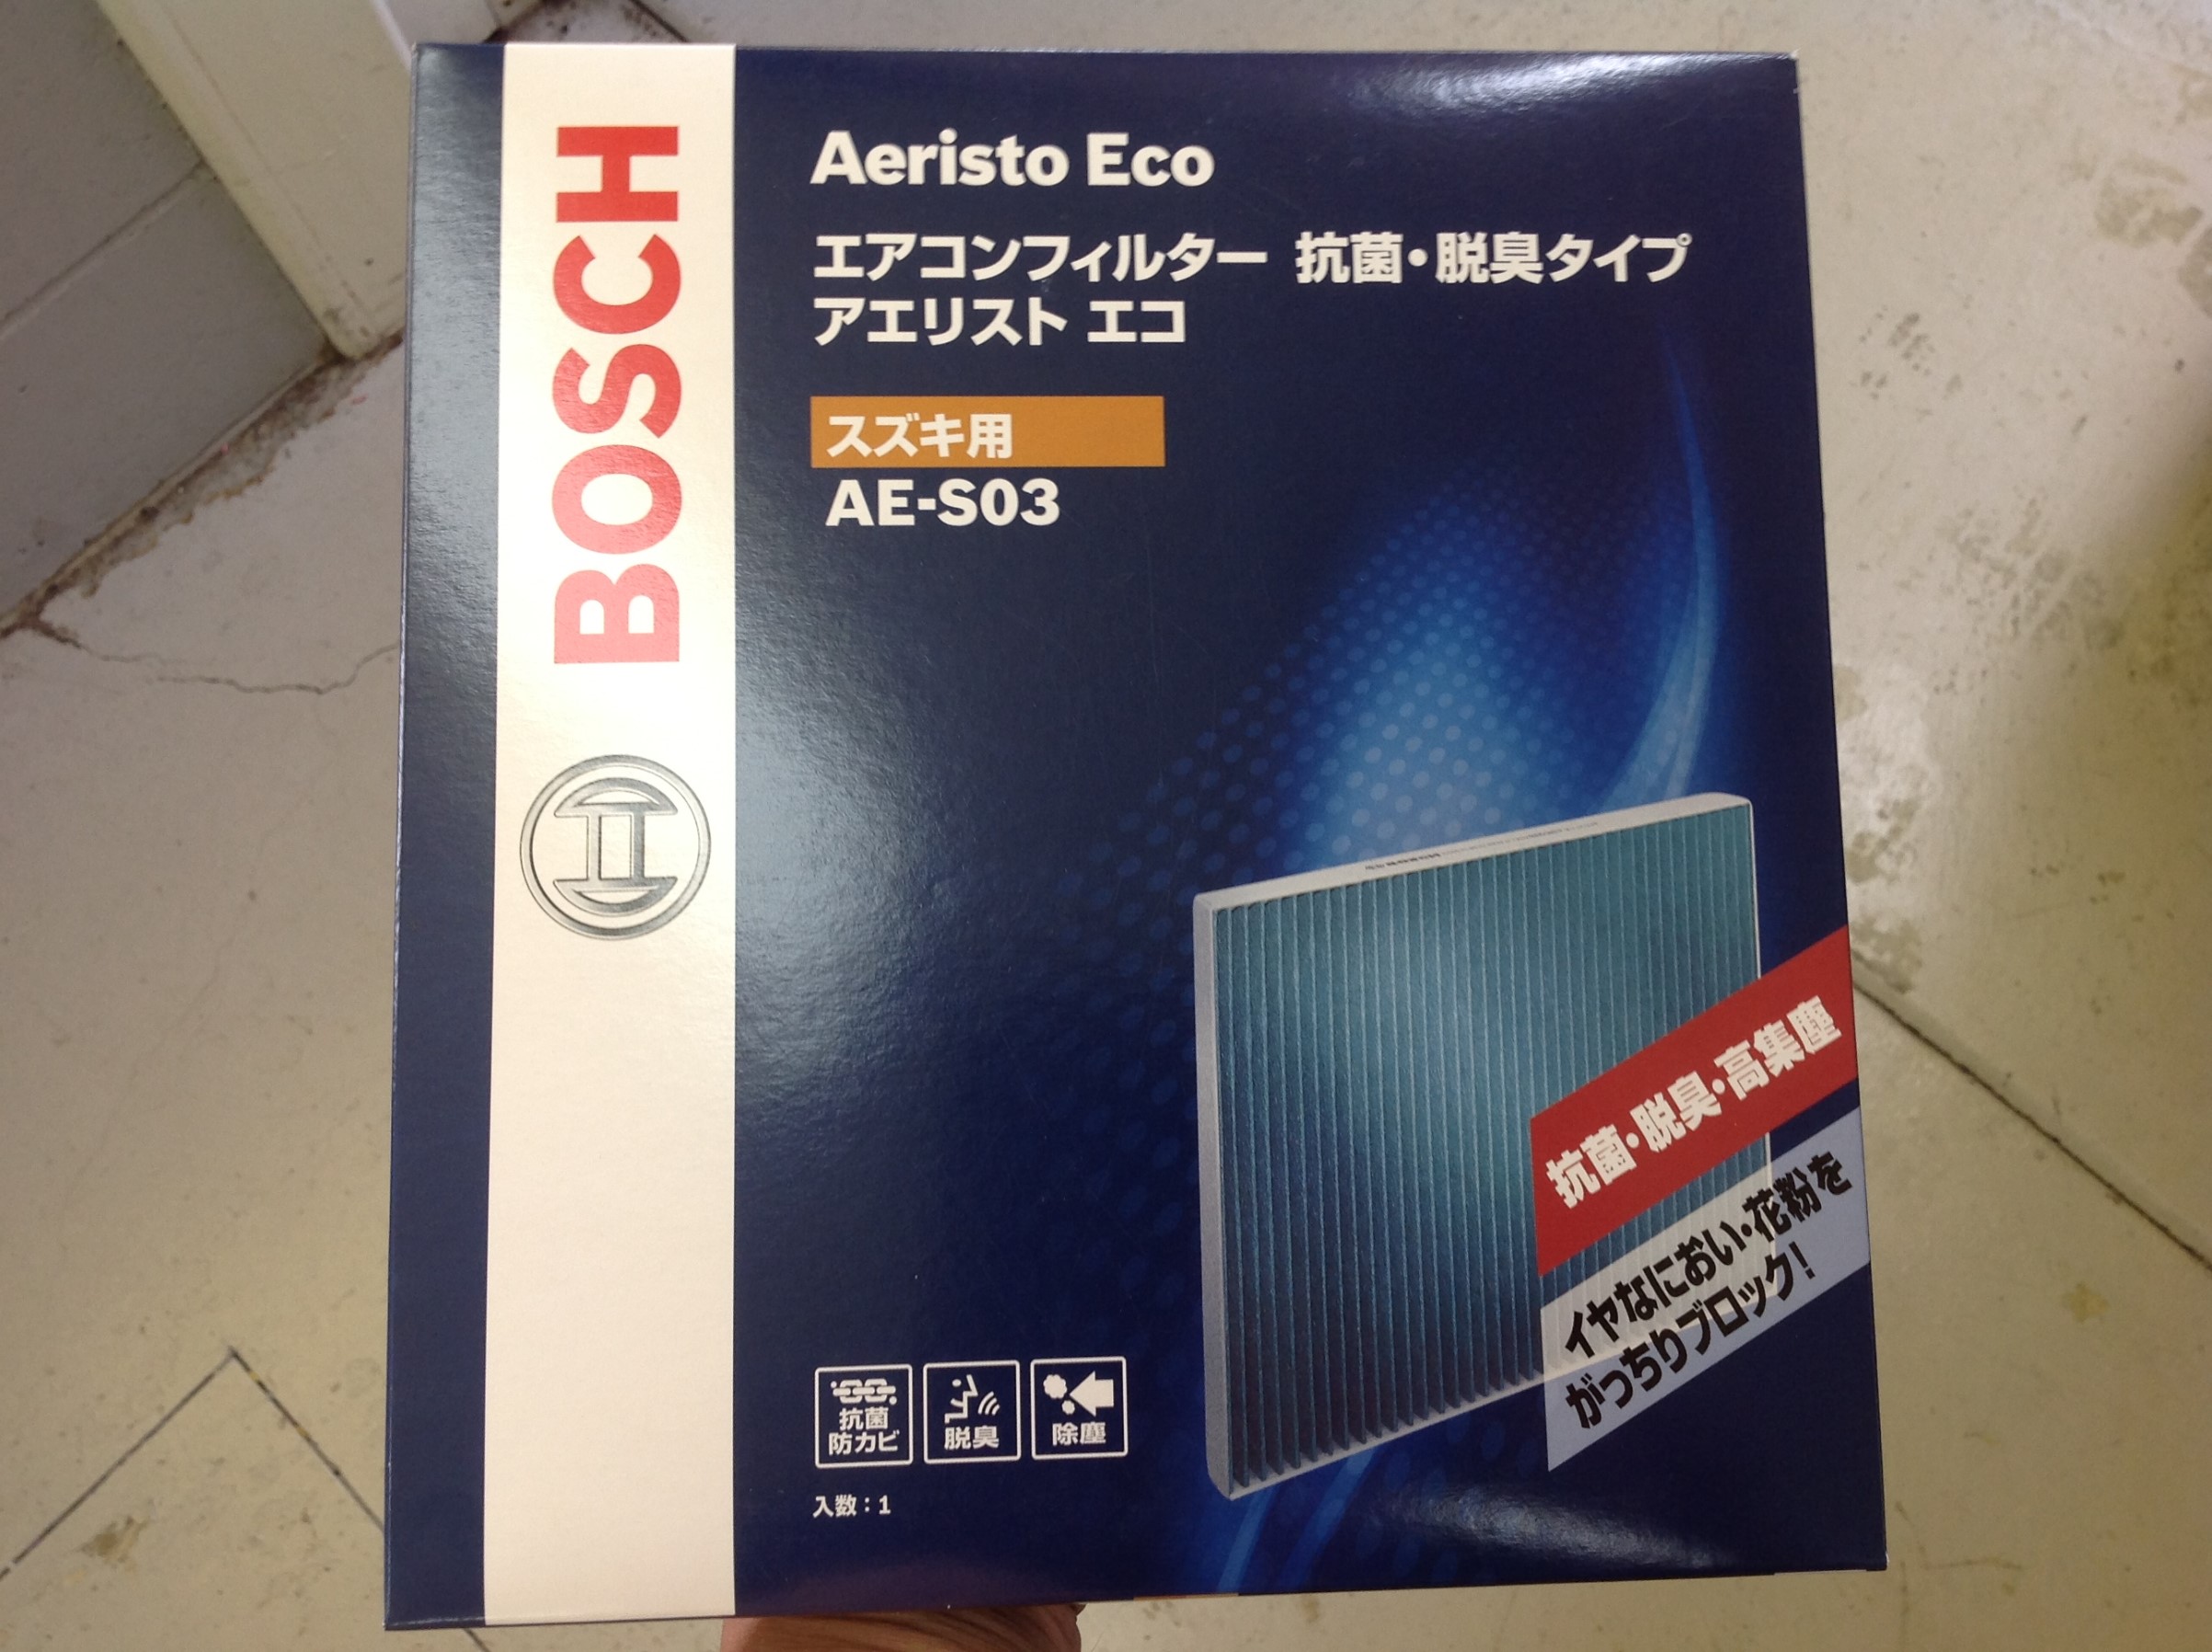 BOSCH
Aeristo Eco
エアコンフィルター 抗菌・脱臭タイプ
アエリスト エコ
スズキ用
AE-S03
抗菌・脱臭・高集塵
イヤなにおい・花粉を
がっちりブロック!
抗菌
防カビ
脱臭
除塵
入数:1